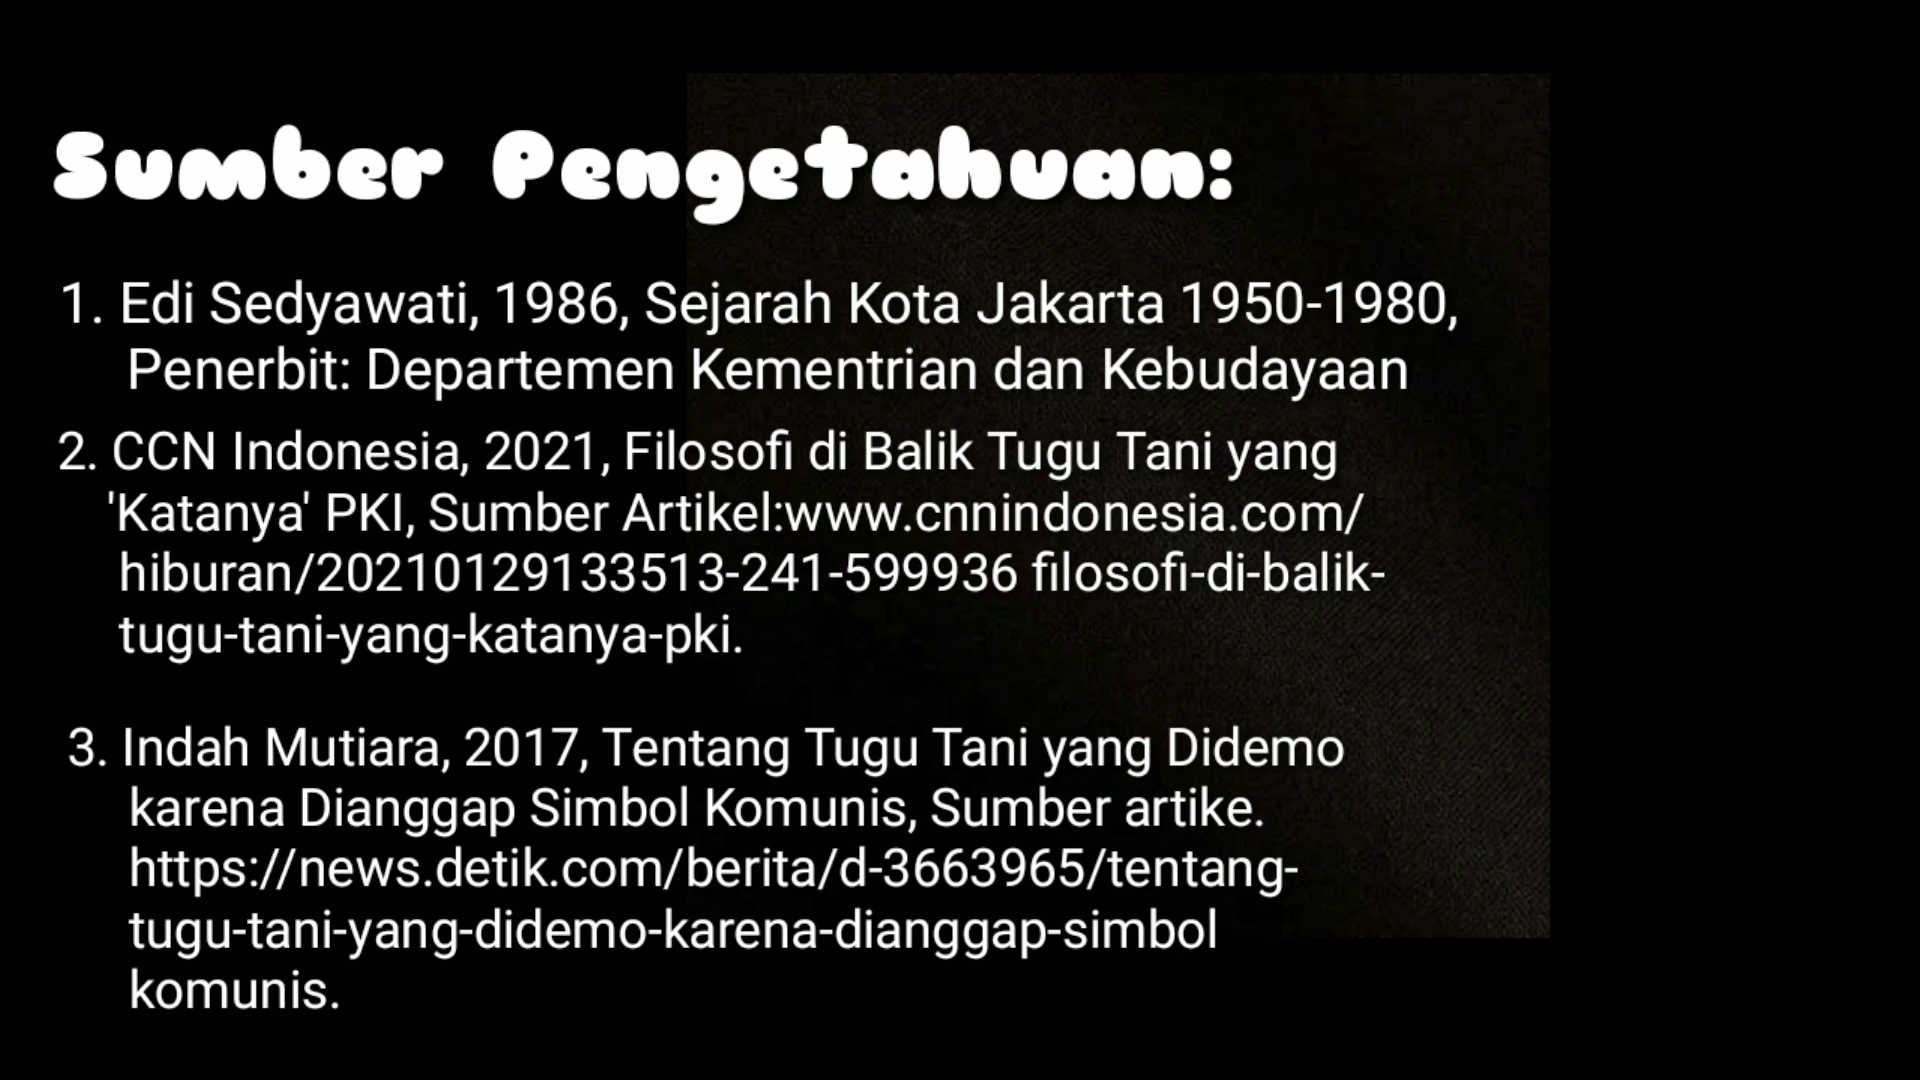 Sumber Pengetahuan:
1. Edi Sedyawati, 1986, Sejarah Kota Jakarta 1950-1980,
Penerbit: Departemen Kementrian dan Kebudayaan
2. CCN Indonesia, 2021, Filosofi di Balik Tugu Tani yang
'Katanya' PKI, Sumber Artikel:www.cnnindonesia.com/
hiburan/20210129133513-241-599936 filosofi-di-balik-
tugu-tani-yang-katanya-pki.
3. Indah Mutiara, 2017, Tentang Tugu Tani yang Didemo
karena Dianggap Simbol Komunis, Sumber artike.
https://news.detik.com/berita/d-3663965/tentang-
tugu-tani-yang-didemo-karena-dianggap-simbol
komunis.